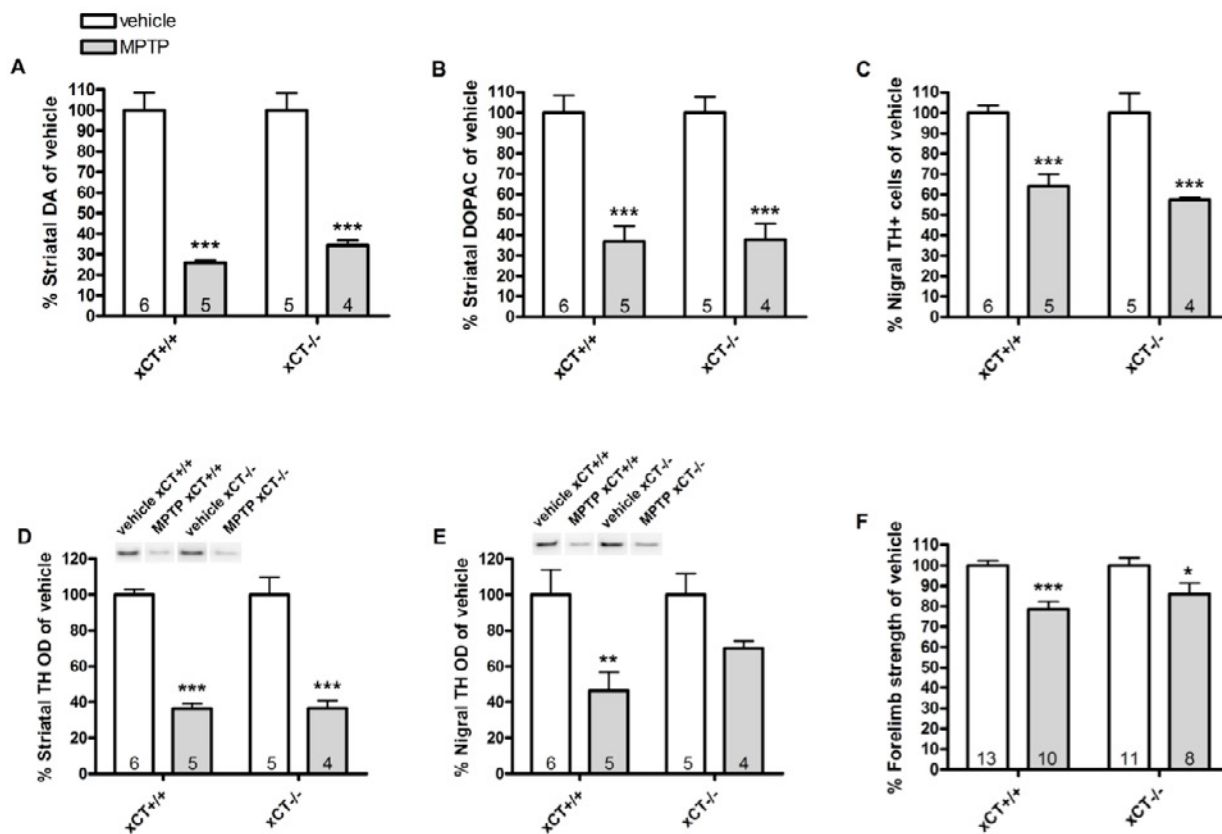 vehicle
MPTP
A
% Striatal DA of vehicle
110
100
90
80
70
60
50
40
30
20
10
0
***
***
6
5
5
4
xCT+/+
xCT-/-
B
% Striatal DOPAC of vehicle
110
100
90
80
70
60
50
40
30
20
10
0
***
***
6
5
5
4
xCT+/+
xCT-/-
C
% Nigral TH+ cells of vehicle
110
100
90
80
70
60
50
40
30
20
10
0
***
***
6
5
5
4
xCT+/+
xCT-/-
D
vehicle xCT+/+
MPTP xCT+/+
vehicle xCT-/-
MPTP xCT-/-
% Striatal TH OD of vehicle
120
100
80
60
40
20
0
***
***
6
5
5
4
xCT+/+
xCT-/-
E
vehicle xCT+/+
MPTP xCT+/+
vehicle xCT-/-
MPTP xCT-/-
% Nigral TH OD of vehicle
120
100
80
60
40
20
0
**
6
5
5
4
xCT+/+
xCT-/-
F
% Forelimb strength of vehicle
110
100
90
80
70
60
50
40
30
20
10
0
***
*
13
10
11
8
xCT+/+
xCT-/-